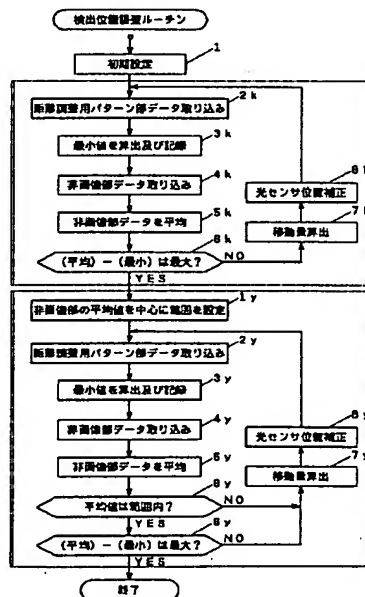 検出位置調整ルーチン
1
初期設定
2k
距離調整用パターン部データ取り込み
3k
最小値を算出及び記録
4k
非画像部データ取り込み
5k
非画像部データを平均
6k
(平均)-(最小)は最大?
NO
YES
8k
光センサ位置補正
7k
移動量算出
1y
非画像部の平均値を中心に範囲を設定
2y
距離調整用パターン部データ取り込み
3y
最小値を算出及び記録
4y
非画像部データ取り込み
5y
非画像部データを平均
9y
平均値は範囲内?
NO
YES
6y
(平均)-(最小)は最大?
NO
YES
8y
光センサ位置補正
7y
移動量算出
終了